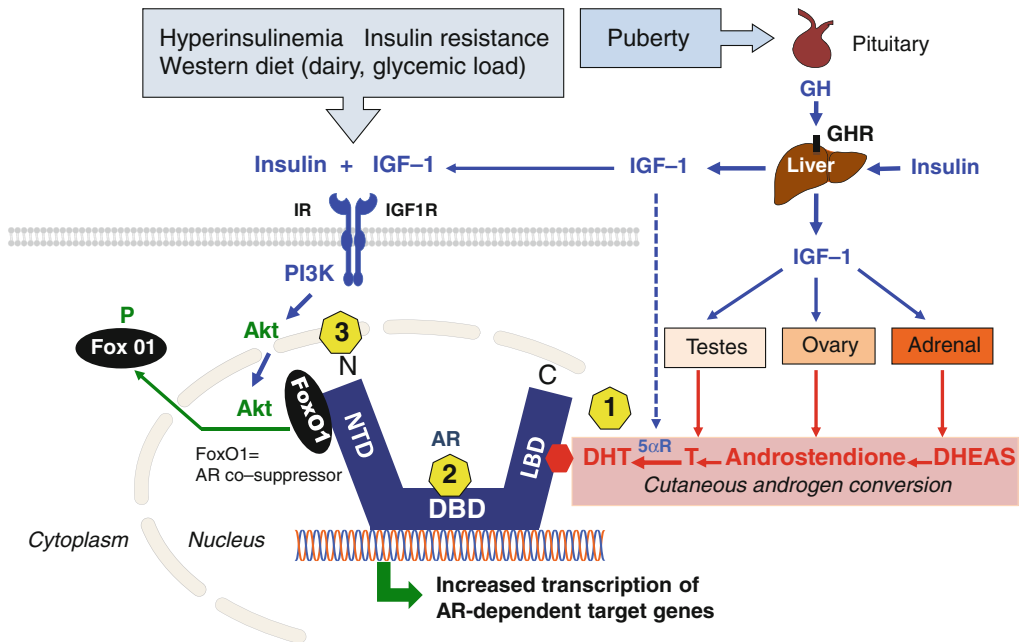 Hyperinsulinemia Insulin resistance
Western diet (dairy, glycemic load)
Puberty
Pituitary
GH
GHR
Liver
Insulin
Insulin + IGF–1
IGF–1
IR
IGF1R
IGF–1
PI3K
P
Fox 01
Akt
3
N
C
Testes
Ovary
Adrenal
Akt
FoxO1
NTD
AR
2
LBD
1
FoxO1=
AR co–suppressor
DBD
DHT
5αR
T
Androstendione
DHEAS
Cutaneous androgen conversion
Cytoplasm
Nucleus
Increased transcription of
AR-dependent target genes